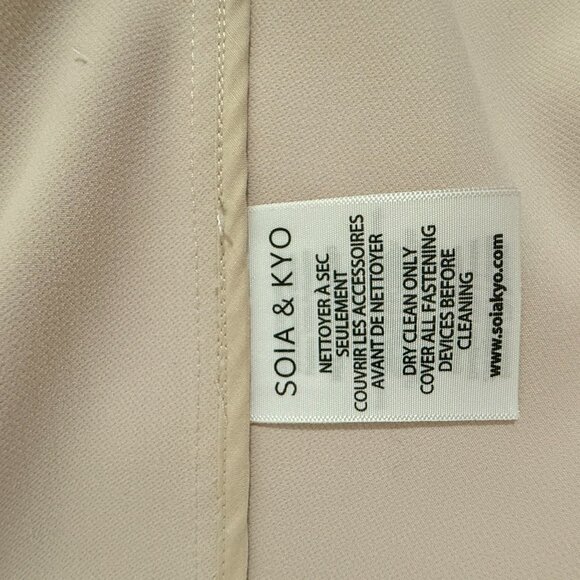 SOIA & KYO
NETTOYER À SEC
SEULEMENT
COUVRIR LES ACCESSOIRES
AVANT DE NETTOYER
DRY CLEAN ONLY
COVER ALL FASTENING
DEVICES BEFORE
CLEANING
www.soiakyo.com